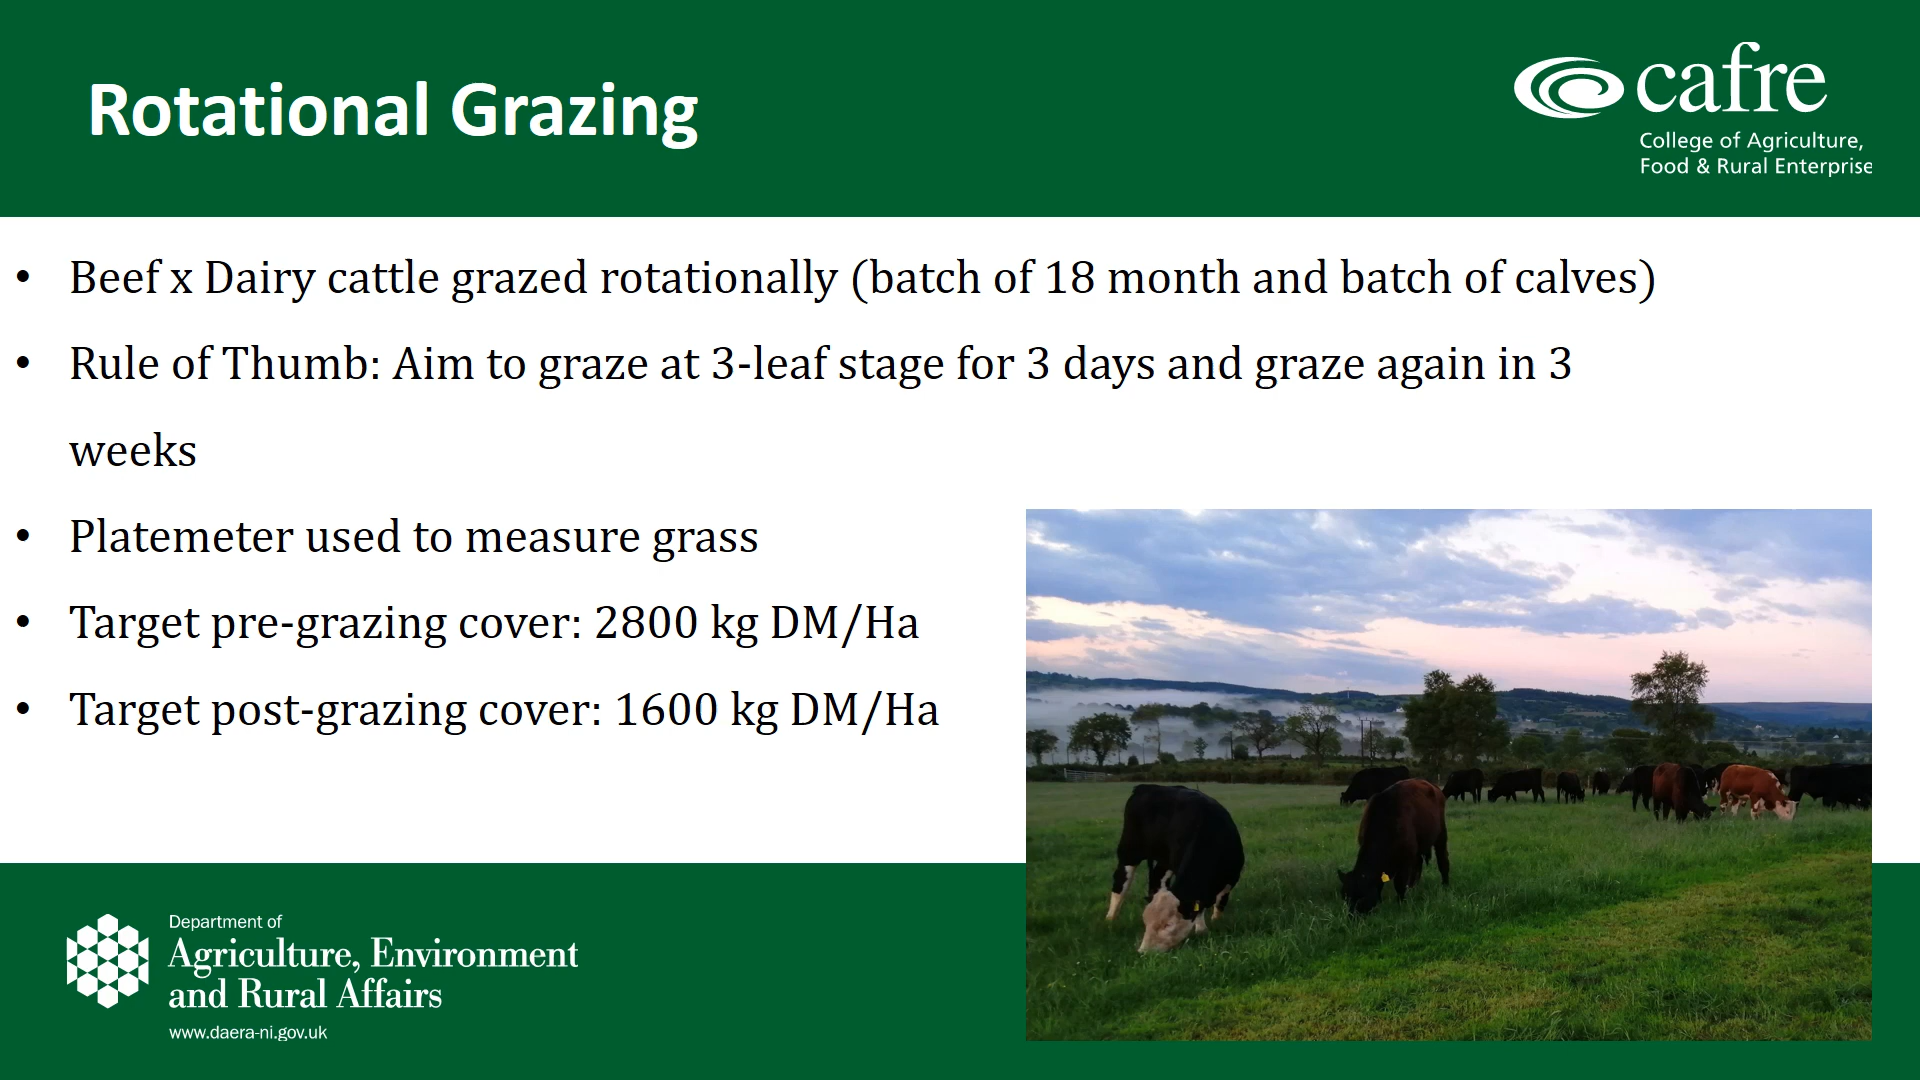 Rotational Grazing
cafre
College of Agriculture,
Food & Rural Enterprise
• Beef x Dairy cattle grazed rotationally (batch of 18 month and batch of calves)
• Rule of Thumb: Aim to graze at 3-leaf stage for 3 days and graze again in 3
weeks
• Platemeter used to measure grass
• Target pre-grazing cover: 2800 kg DM/Ha
• Target post-grazing cover: 1600 kg DM/Ha
Department of
Agriculture, Environment
and Rural Affairs
www.daera-ni.gov.uk